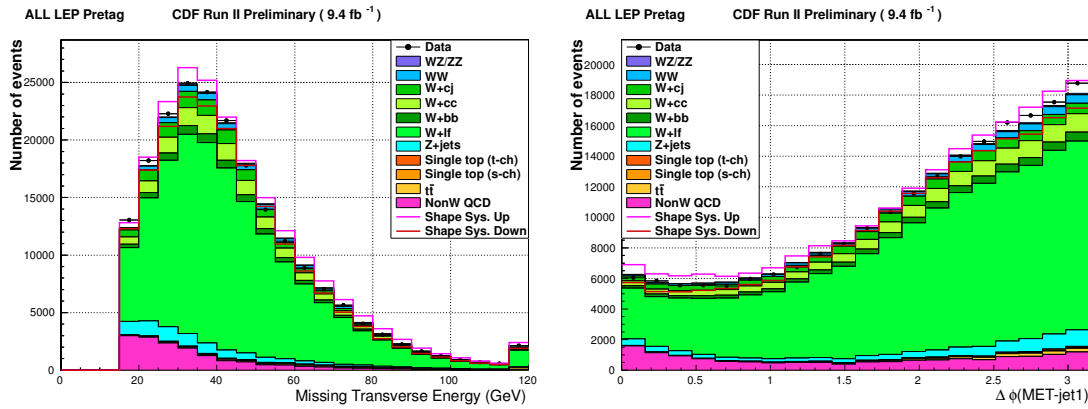 ALL LEP Pretag CDF Run II Preliminary ( 9.4 fb -1 )
Number of events
25000
20000
15000
10000
5000
0
0 20 40 60 80 100 120
Missing Transverse Energy (GeV)
Data
WZ/ZZ
WW
W+cj
W+cc
W+bb
W+lf
Z+jets
Single top (t-ch)
Single top (s-ch)
tt̄
NonW QCD
Shape Sys. Up
Shape Sys. Down
ALL LEP Pretag CDF Run II Preliminary ( 9.4 fb -1 )
Number of events
20000
18000
16000
14000
12000
10000
8000
6000
4000
2000
0
0 0.5 1 1.5 2 2.5 3
Δ ϕ(MET-jet1)
Data
WZ/ZZ
WW
W+cj
W+cc
W+bb
W+lf
Z+jets
Single top (t-ch)
Single top (s-ch)
tt̄
NonW QCD
Shape Sys. Up
Shape Sys. Down